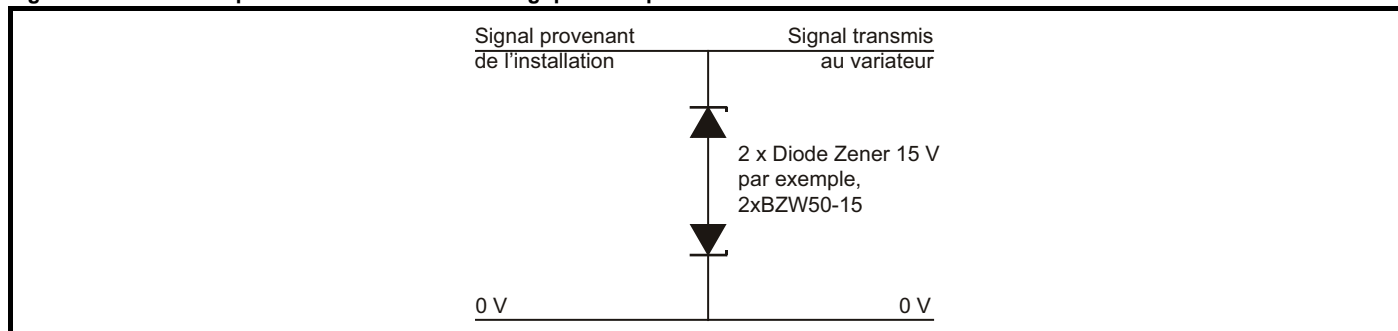 Signal provenant
de l'installation
Signal transmis
au variateur
2 x Diode Zener 15 V
par exemple,
2xBZW50-15
0 V
0 V